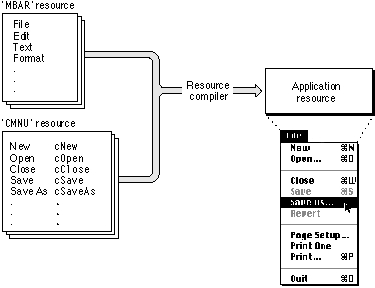 'MBAR' resource
File
Edit
Text
Format
.
.
.
'CMNU' resource
New cNew
Open cOpen
Close cClose
Save cSave
Save As cSaveAs
. .
. .
. .
Resource compiler
Application resource
File
New ⌘N
Open... ⌘O
Close ⌘W
Save ⌘S
Save As...
Revert
Page Setup...
Print One
Print... ⌘P
Quit ⌘Q